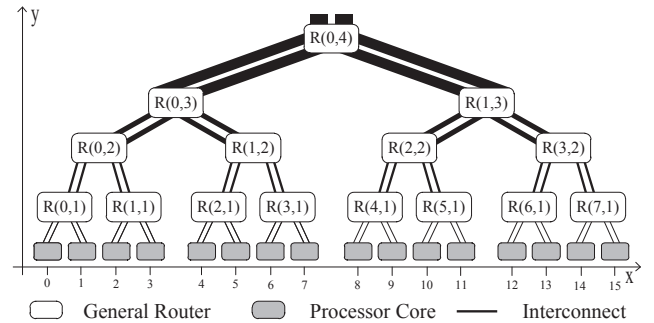 y
R(0,4)
R(0,3) R(1,3)
R(0,2) R(1,2) R(2,2) R(3,2)
R(0,1) R(1,1) R(2,1) R(3,1) R(4,1) R(5,1) R(6,1) R(7,1)
0 1 2 3 4 5 6 7 8 9 10 11 12 13 14 15 x
General Router Processor Core Interconnect